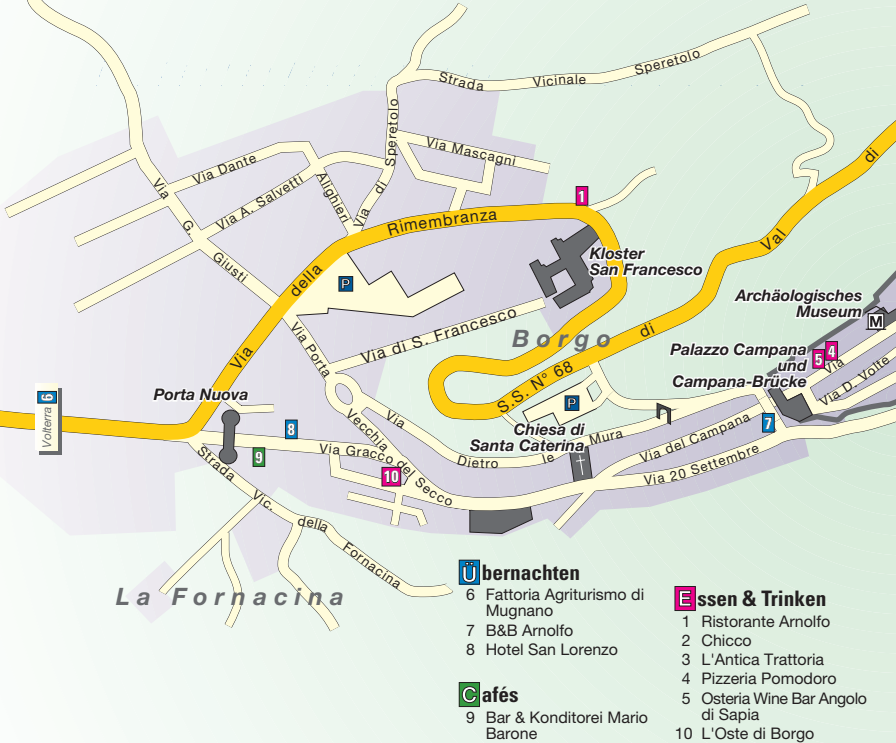 Strada Vicinale Speretolo
Via di Speretolo
Via Mascagni
Via Dante
Alighieri
Via A. Salvetti
Via G. Giusti
Via della Rimembranza
1
Kloster
San Francesco
P
di
Val
di
S.S. N° 68
Archäologisches
Museum
M
Via Porta Vecchia
Via di S. Francesco
Borgo
Palazzo Campana
und
Campana-Brücke
5
4
Via
Via D. Volte
Volterra 6
Porta Nuova
P
Chiesa di
Santa Caterina
Via Dietro le Mura
7
8
9
Via Gracco del Secco
10
Via del Campana
Via 20 Settembre
Strada Vic. della Fornacina
La Fornacina
Übernachten
6 Fattoria Agriturismo di
Mugnano
7 B&B Arnolfo
8 Hotel San Lorenzo
Cafés
9 Bar & Konditorei Mario
Barone
Essen & Trinken
1 Ristorante Arnolfo
2 Chicco
3 L'Antica Trattoria
4 Pizzeria Pomodoro
5 Osteria Wine Bar Angolo
di Sapia
10 L'Oste di Borgo